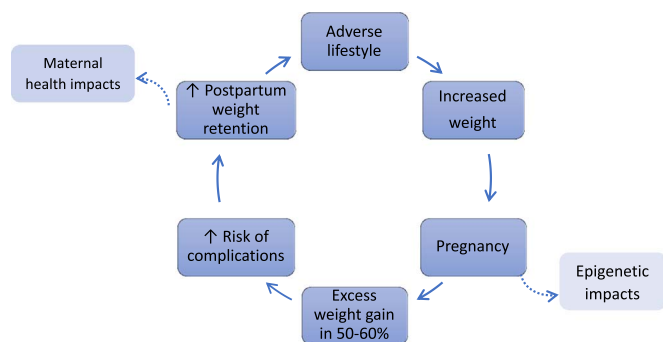 Adverse
lifestyle
Increased
weight
Pregnancy
Epigenetic
impacts
Excess
weight gain
in 50-60%
↑ Risk of
complications
↑ Postpartum
weight
retention
Maternal
health impacts